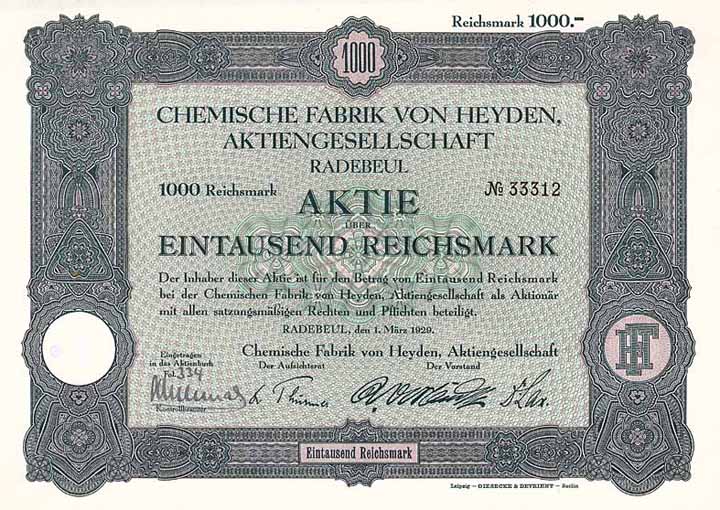 Reichsmark 1000.-
1000
CHEMISCHE FABRIK VON HEYDEN,
AKTIENGESELLSCHAFT
RADEBEUL
1000 Reichsmark AKTIE № 33312
ÜBER
EINTAUSEND REICHSMARK
Der Inhaber dieser Aktie ist für den Betrag von Eintausend Reichsmark
bei der Chemischen Fabrik von Heyden, Aktiengesellschaft als Aktionär
mit allen satzungsmäßigen Rechten und Pflichten beteiligt.
RADEBEUL, den 1. März 1929.
Eingetragen
in das Aktienbuch
Fol. 334
Kontrollbeamter
Chemische Fabrik von Heyden, Aktiengesellschaft
Der Aufsichtsrat Der Vorstand
Eintausend Reichsmark
Leipzig – GIESECKE & DEVRIENT – Berlin